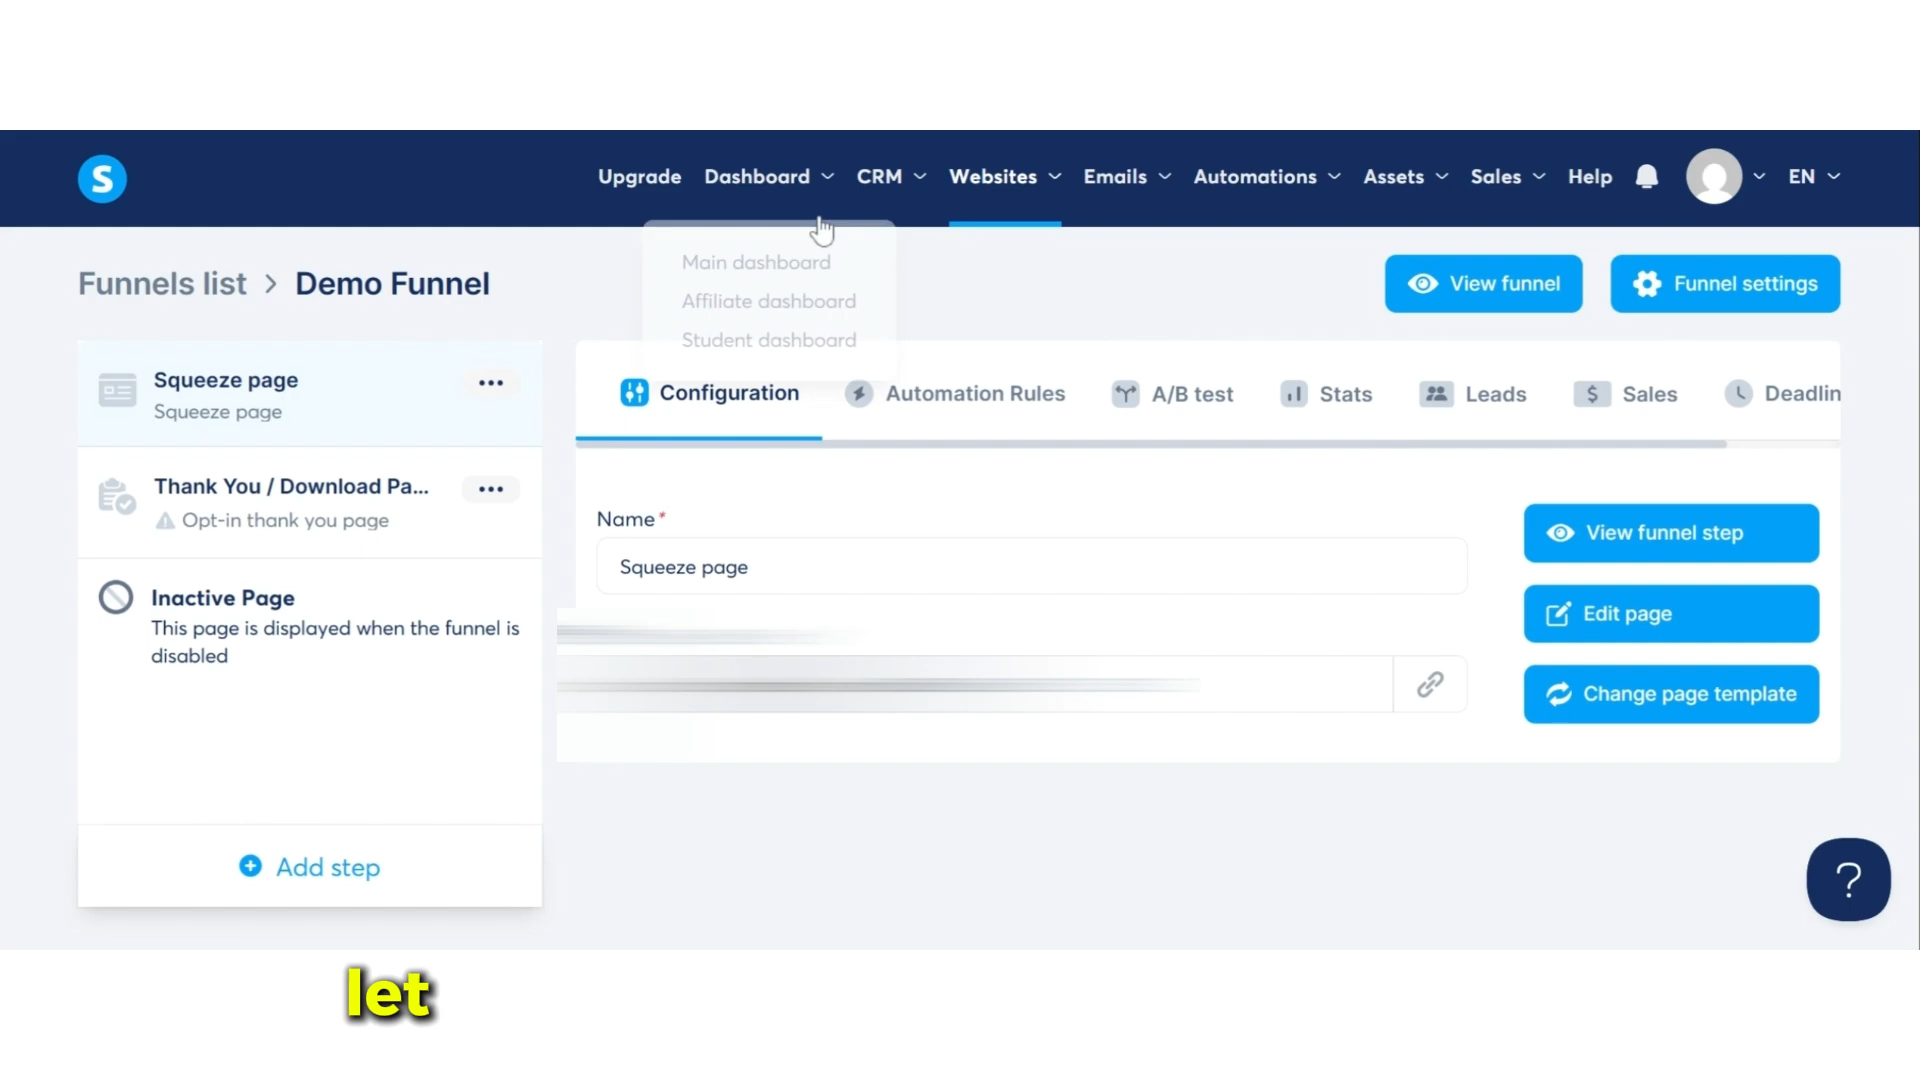 S
Upgrade Dashboard CRM Websites Emails Automations Assets Sales Help EN
Main dashboard
Affiliate dashboard
Student dashboard
Funnels list > Demo Funnel
View funnel
Funnel settings
Squeeze page
Squeeze page
Thank You / Download Pa...
Opt-in thank you page
Inactive Page
This page is displayed when the funnel is
disabled
Add step
Configuration Automation Rules A/B test Stats Leads $ Sales Deadlin
Name*
Squeeze page
View funnel step
Edit page
Change page template
?
let